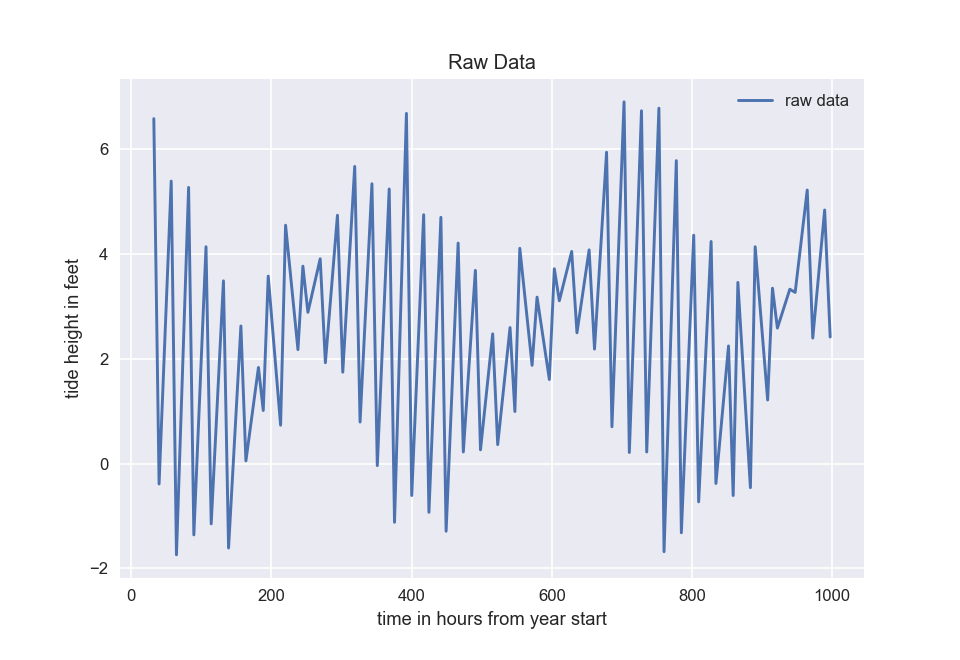 Raw Data
raw data
6
4
2
0
−2
tide height in feet
0 200 400 600 800 1000
time in hours from year start